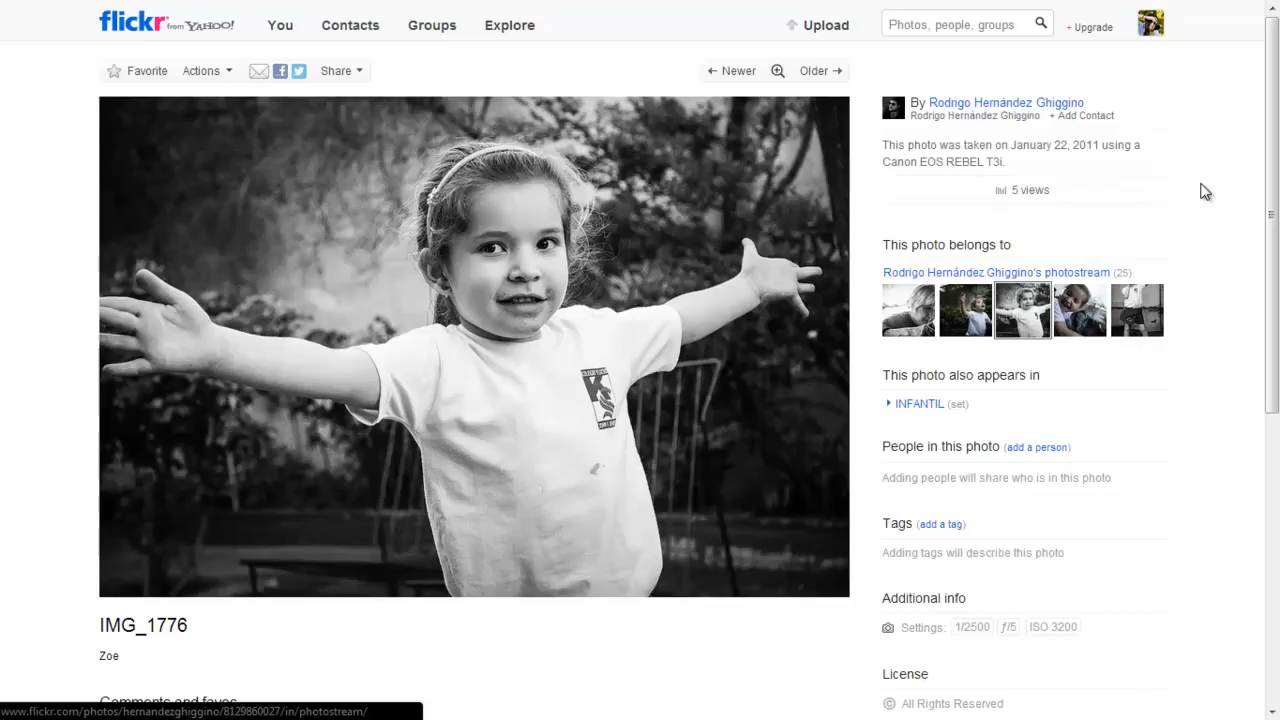 flickr from YAHOO! You Contacts Groups Explore Upload Photos, people, groups + Upgrade
Favorite Actions Share ← Newer Older →
By Rodrigo Hernández Ghiggino
Rodrigo Hernández Ghiggino + Add Contact
This photo was taken on January 22, 2011 using a
Canon EOS REBEL T3i.
5 views
This photo belongs to
Rodrigo Hernández Ghiggino's photostream (25)
This photo also appears in
INFANTIL (set)
People in this photo (add a person)
Adding people will share who is in this photo
Tags (add a tag)
Adding tags will describe this photo
Additional info
Settings: 1/2500 ƒ/5 ISO 3200
License
© All Rights Reserved
IMG_1776
Zoe
Comments and faves
www.flickr.com/photos/hernandezghiggino/8129860027/in/photostream/